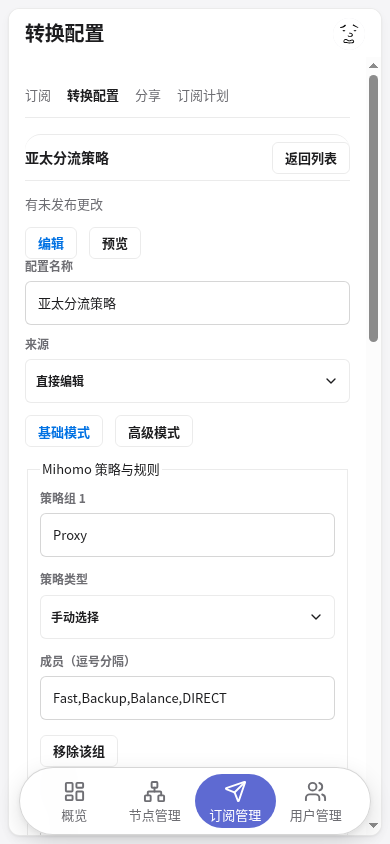 转换配置
订阅 转换配置 分享 订阅计划
亚太分流策略 返回列表
有未发布更改
编辑 预览
配置名称
亚太分流策略
来源
直接编辑
基础模式 高级模式
Mihomo 策略与规则
策略组 1
Proxy
策略类型
手动选择
成员（逗号分隔）
Fast,Backup,Balance,DIRECT
移除该组
概览 节点管理 订阅管理 用户管理